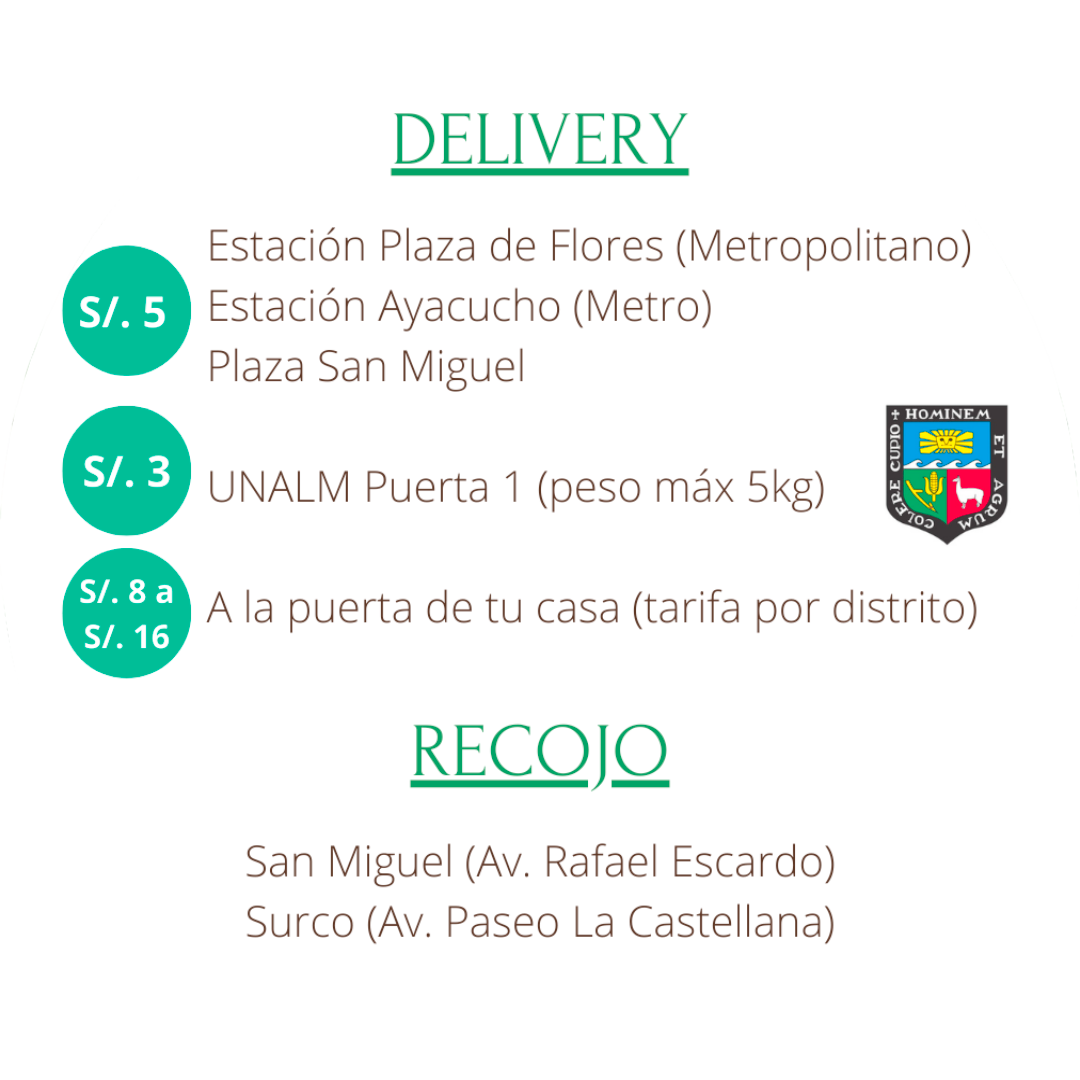 DELIVERY
S/. 5
Estación Plaza de Flores (Metropolitano)
Estación Ayacucho (Metro)
Plaza San Miguel
S/. 3
UNALM Puerta 1 (peso máx 5kg)
COLERE CUPIO + HOMINEM ET AGRUM
S/. 8 a
S/. 16
A la puerta de tu casa (tarifa por distrito)
RECOJO
San Miguel (Av. Rafael Escardo)
Surco (Av. Paseo La Castellana)